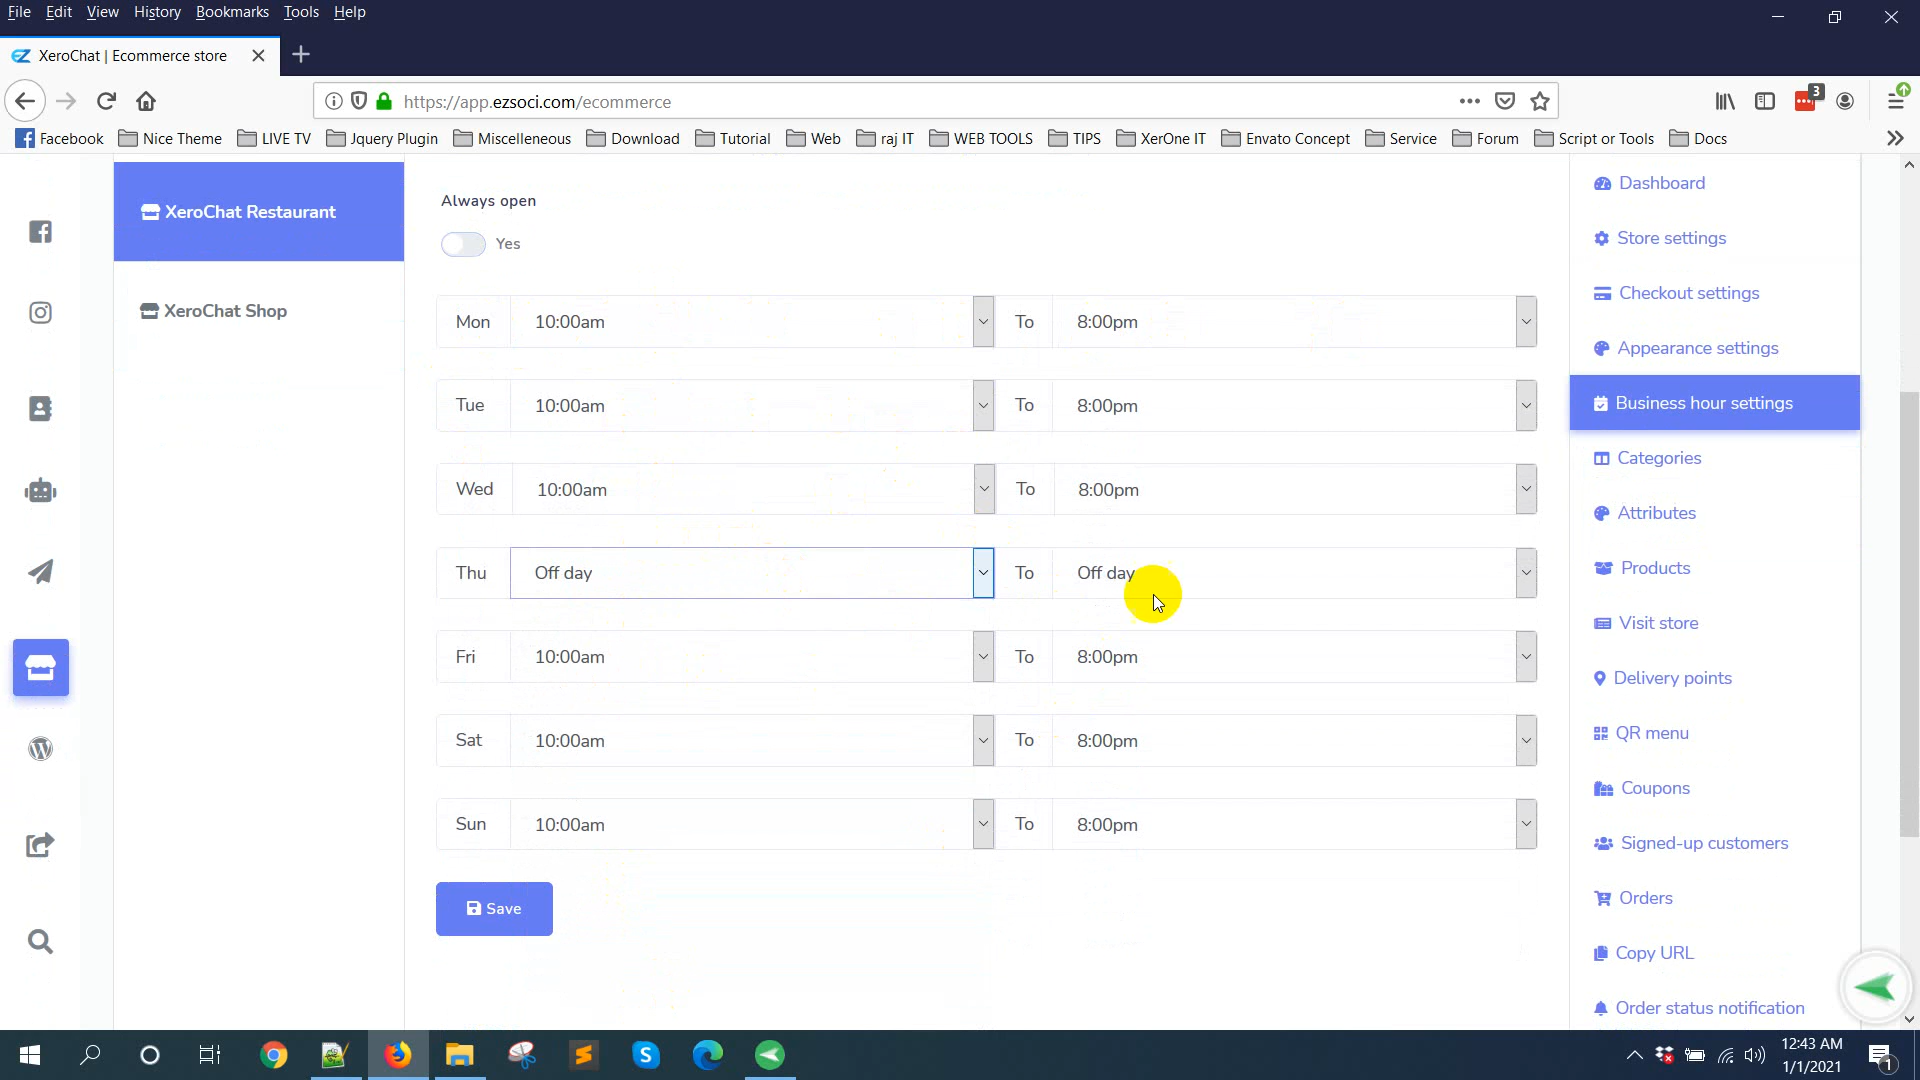 File Edit View History Bookmarks Tools Help
XeroChat | Ecommerce store
https://app.ezsoci.com/ecommerce
3
Facebook Nice Theme LIVE TV Jquery Plugin Miscelleneous Download Tutorial Web raj IT WEB TOOLS TIPS XerOne IT Envato Concept Service Forum Script or Tools Docs
XeroChat Restaurant
XeroChat Shop
Always open
Yes
Mon 10:00am To 8:00pm
Tue 10:00am To 8:00pm
Wed 10:00am To 8:00pm
Thu Off day To Off day
Fri 10:00am To 8:00pm
Sat 10:00am To 8:00pm
Sun 10:00am To 8:00pm
Save
Dashboard
Store settings
Checkout settings
Appearance settings
Business hour settings
Categories
Attributes
Products
Visit store
Delivery points
QR menu
Coupons
Signed-up customers
Orders
Copy URL
Order status notification
12:43 AM
1/1/2021
1